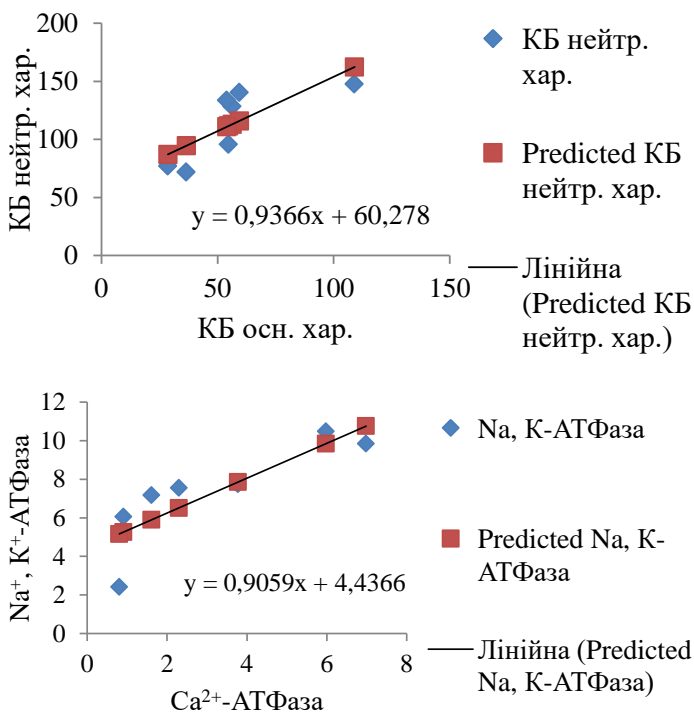 КБ нейтр. хар.
200
150
100
50
0
0 50 100 150
КБ осн. хар.
y = 0,9366x + 60,278
КБ нейтр.
хар.
Predicted КБ
нейтр. хар.
Лінійна
(Predicted КБ
нейтр. хар.)
Na⁺, К⁺-АТФаза
12
10
8
6
4
2
0
0 2 4 6 8
Ca²⁺-АТФаза
y = 0,9059x + 4,4366
Na, К-АТФаза
Predicted Na, К-
АТФаза
Лінійна (Predicted
Na, К-АТФаза)